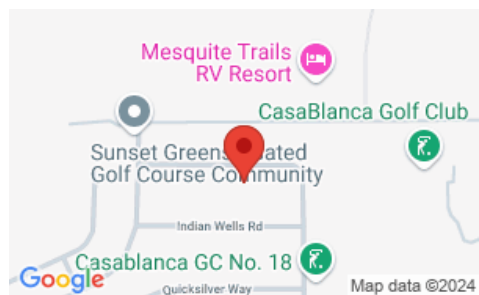 Mesquite Trails
RV Resort
CasaBlanca Golf Club
Sunset Greens Gated
Golf Course Community
Indian Wells Rd
Casablanca GC No. 18
Quicksilver Way
Google
Map data ©2024